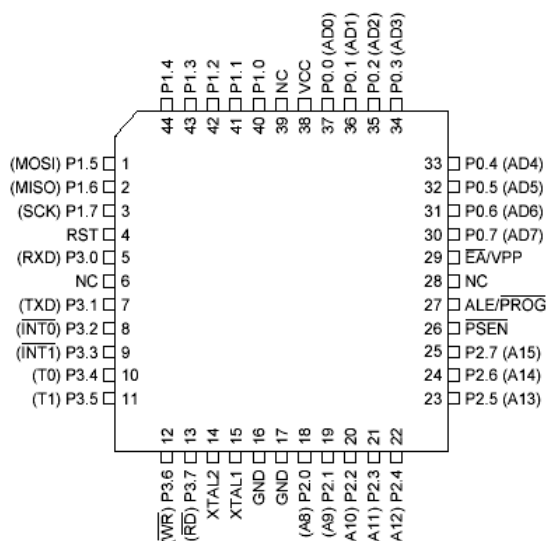 P1.4
P1.3
P1.2
P1.1
P1.0
NC
VCC
P0.0 (AD0)
P0.1 (AD1)
P0.2 (AD2)
P0.3 (AD3)
44
43
42
41
40
39
38
37
36
35
34
(MOSI) P1.5 1
(MISO) P1.6 2
(SCK) P1.7 3
RST 4
(RXD) P3.0 5
NC 6
(TXD) P3.1 7
(INT0) P3.2 8
(INT1) P3.3 9
(T0) P3.4 10
(T1) P3.5 11
33 P0.4 (AD4)
32 P0.5 (AD5)
31 P0.6 (AD6)
30 P0.7 (AD7)
29 EA/VPP
28 NC
27 ALE/PROG
26 PSEN
25 P2.7 (A15)
24 P2.6 (A14)
23 P2.5 (A13)
12
13
14
15
16
17
18
19
20
21
22
(WR) P3.6
(RD) P3.7
XTAL2
XTAL1
GND
GND
(A8) P2.0
(A9) P2.1
A10) P2.2
A11) P2.3
A12) P2.4